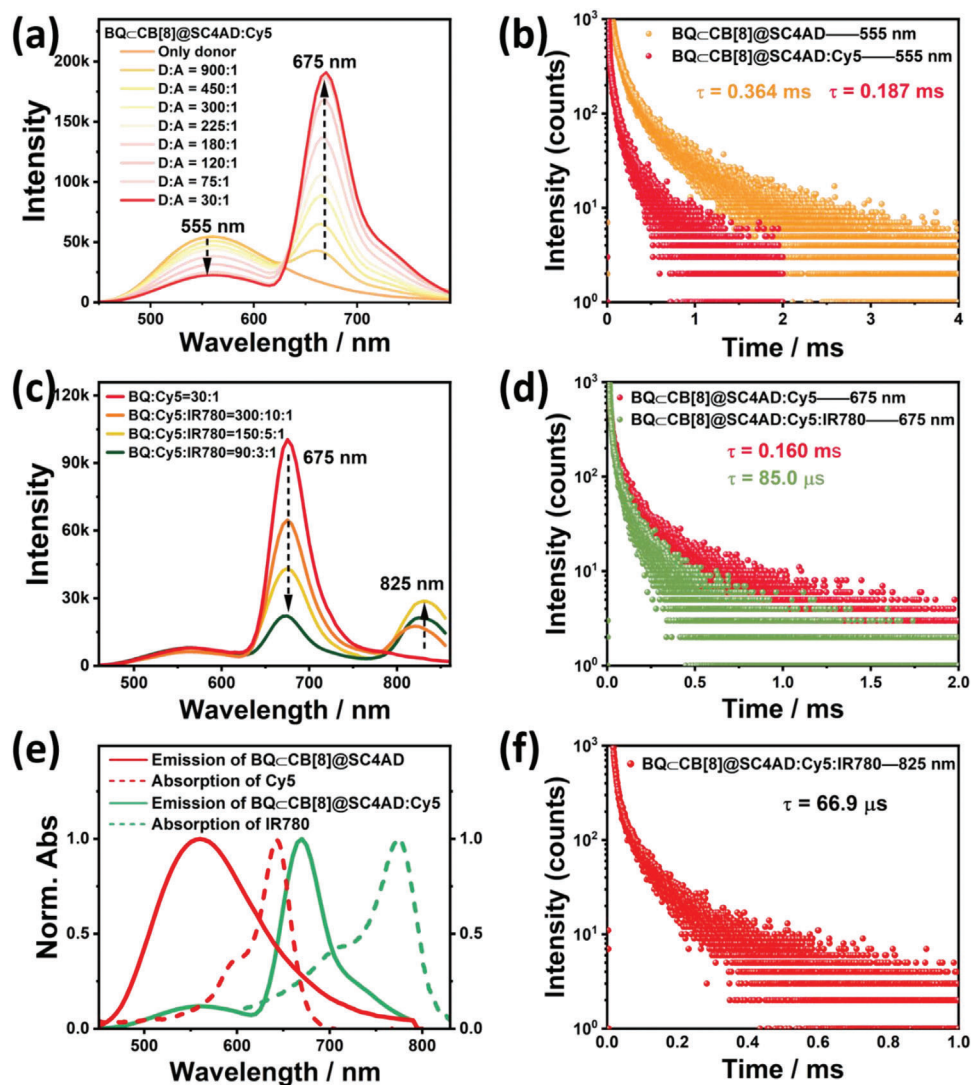 (a)
BQ⊂CB[8]@SC4AD:Cy5
Only donor
D:A = 900:1
D:A = 450:1
D:A = 300:1
D:A = 225:1
D:A = 180:1
D:A = 120:1
D:A = 75:1
D:A = 30:1
675 nm
555 nm
200k
150k
100k
50k
0
Intensity
500 600 700
Wavelength / nm
(b)
BQ⊂CB[8]@SC4AD——555 nm
BQ⊂CB[8]@SC4AD:Cy5——555 nm
τ = 0.364 ms τ = 0.187 ms
10³
10²
10¹
10⁰
Intensity (counts)
0 1 2 3 4
Time / ms
(c)
BQ:Cy5=30:1
BQ:Cy5:IR780=300:10:1
BQ:Cy5:IR780=150:5:1
BQ:Cy5:IR780=90:3:1
675 nm
825 nm
120k
90k
60k
30k
0
Intensity
500 600 700 800
Wavelength / nm
(d)
BQ⊂CB[8]@SC4AD:Cy5——675 nm
BQ⊂CB[8]@SC4AD:Cy5:IR780——675 nm
τ = 0.160 ms
τ = 85.0 μs
10³
10²
10¹
10⁰
Intensity (counts)
0.0 0.5 1.0 1.5 2.0
Time / ms
(e)
Emission of BQ⊂CB[8]@SC4AD
Absorption of Cy5
Emission of BQ⊂CB[8]@SC4AD:Cy5
Absorption of IR780
1.0 1.0
0.5 0.5
0.0 0.0
Norm. Abs
500 600 700 800
Wavelength / nm
(f)
BQ⊂CB[8]@SC4AD:Cy5:IR780—825 nm
τ = 66.9 μs
10³
10²
10¹
10⁰
Intensity (counts)
0.0 0.2 0.4 0.6 0.8 1.0
Time / ms